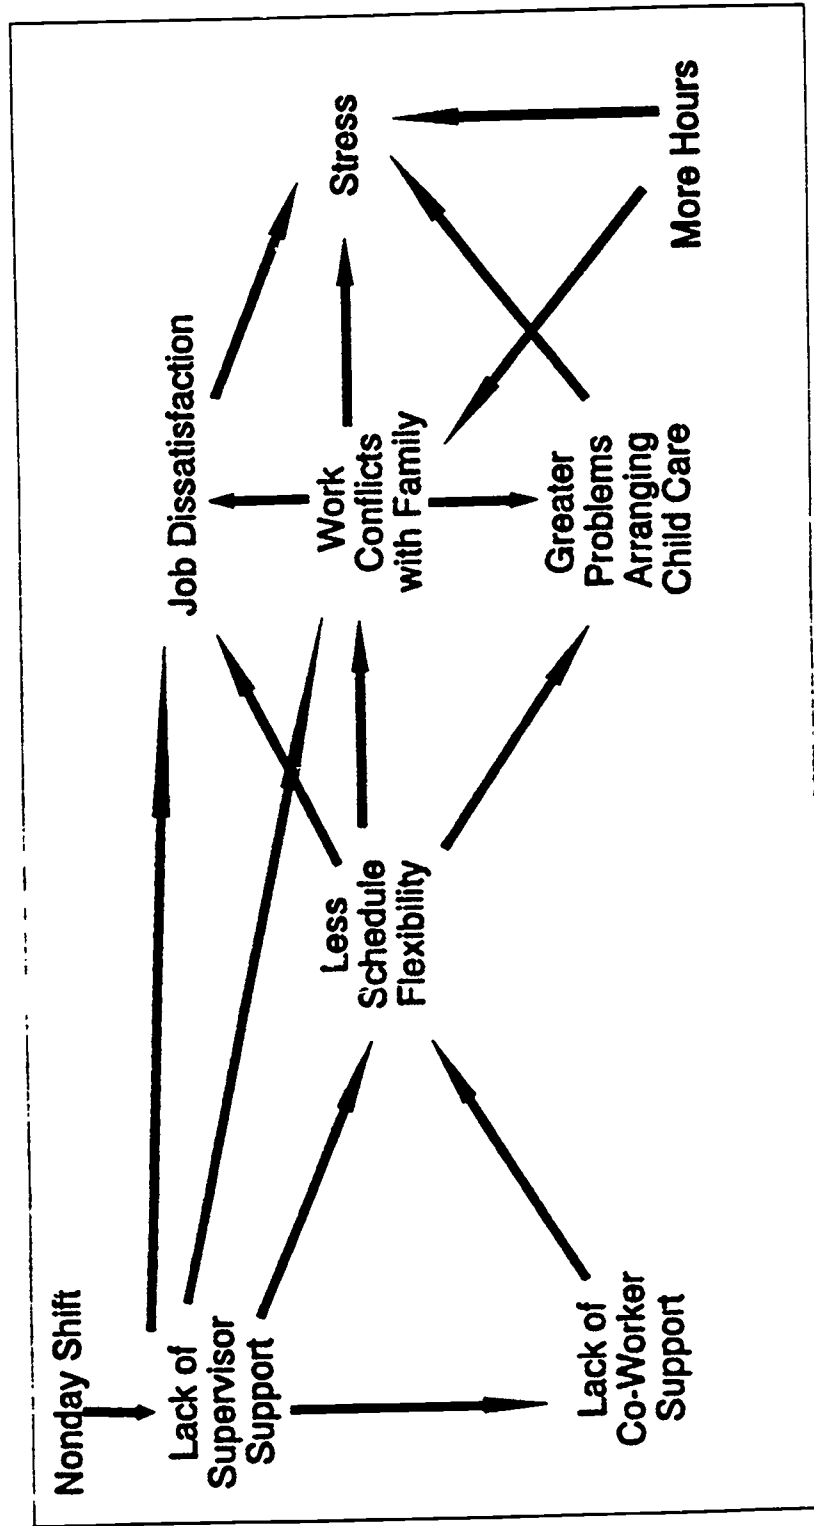 Nonday Shift
Lack of
Supervisor
Support
Lack of
Co-Worker
Support
Less
Schedule
Flexibility
Job Dissatisfaction
Work
Conflicts
with Family
Greater
Problems
Arranging
Child Care
Stress
More Hours